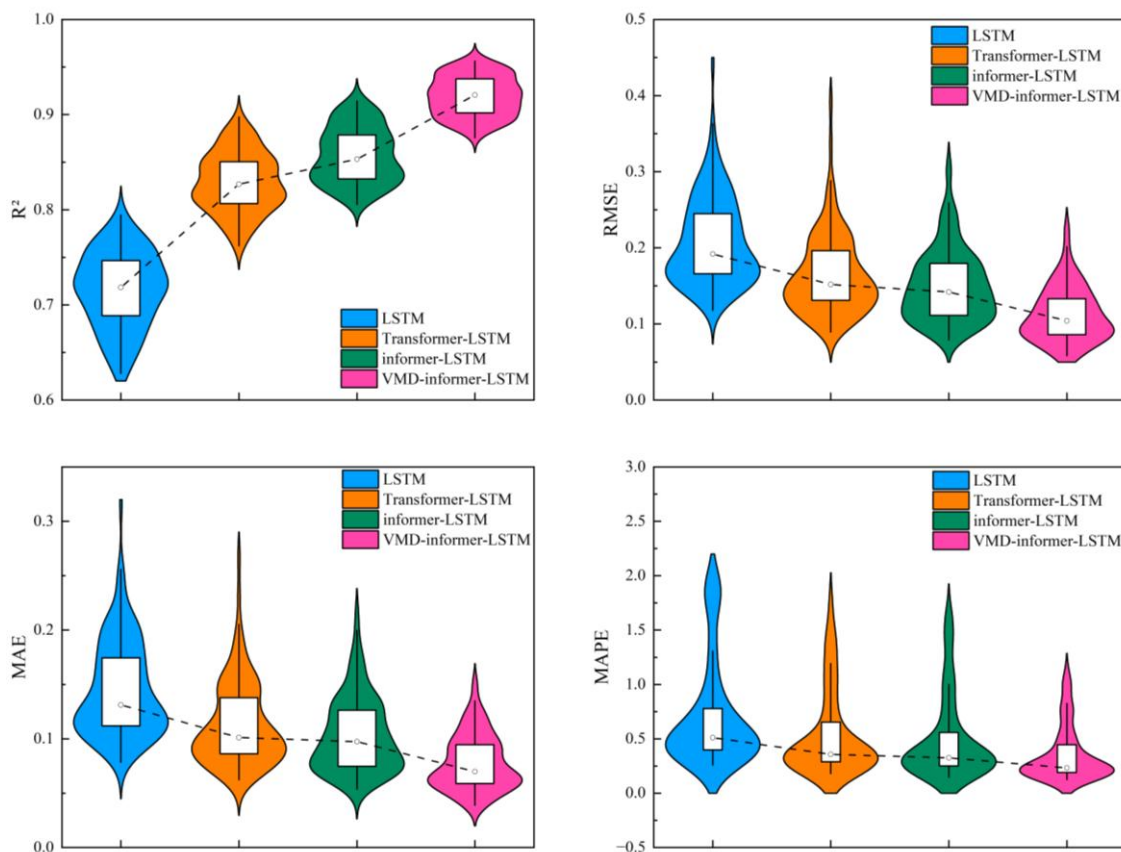 1.0
0.9
0.8
0.7
0.6
R²
LSTM
Transformer-LSTM
informer-LSTM
VMD-informer-LSTM
0.5
0.4
0.3
0.2
0.1
0.0
RMSE
LSTM
Transformer-LSTM
informer-LSTM
VMD-informer-LSTM
0.3
0.2
0.1
0.0
MAE
LSTM
Transformer-LSTM
informer-LSTM
VMD-informer-LSTM
3.0
2.5
2.0
1.5
1.0
0.5
0.0
−0.5
MAPE
LSTM
Transformer-LSTM
informer-LSTM
VMD-informer-LSTM